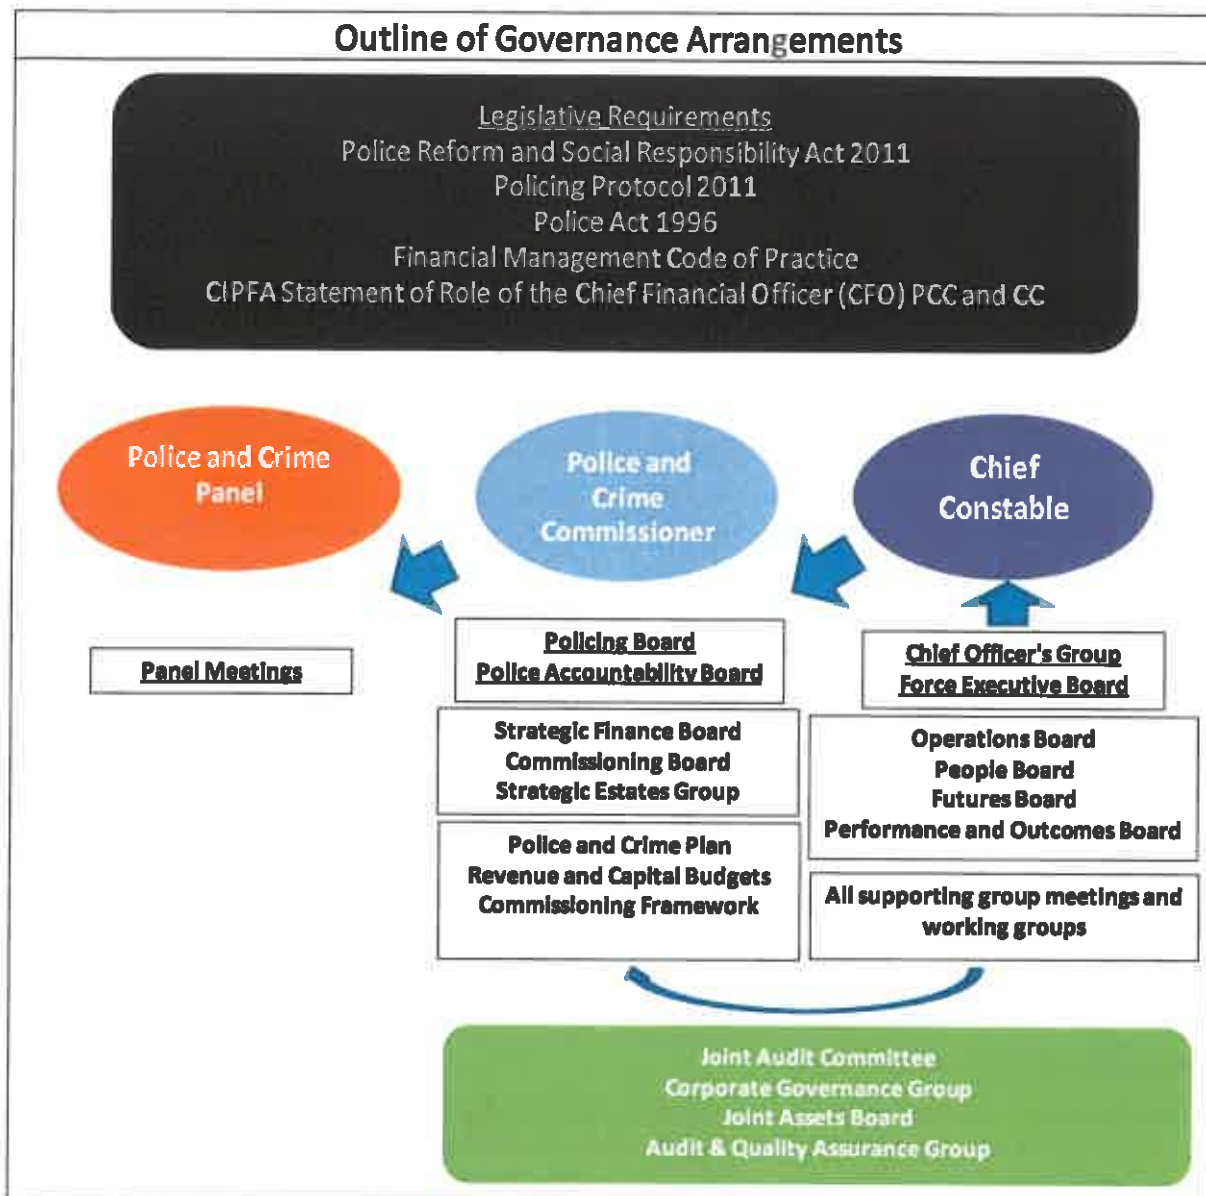 Outline of Governance Arrangements
Legislative Requirements
Police Reform and Social Responsibility Act 2011
Policing Protocol 2011
Police Act 1996
Financial Management Code of Practice
CIPFA Statement of Role of the Chief Financial Officer (CFO) PCC and CC
Police and Crime
Panel
Police and
Crime
Commissioner
Chief
Constable
Panel Meetings
Policing Board
Police Accountability Board
Strategic Finance Board
Commissioning Board
Strategic Estates Group
Police and Crime Plan
Revenue and Capital Budgets
Commissioning Framework
Chief Officer's Group
Force Executive Board
Operations Board
People Board
Futures Board
Performance and Outcomes Board
All supporting group meetings and
working groups
Joint Audit Committee
Corporate Governance Group
Joint Assets Board
Audit & Quality Assurance Group